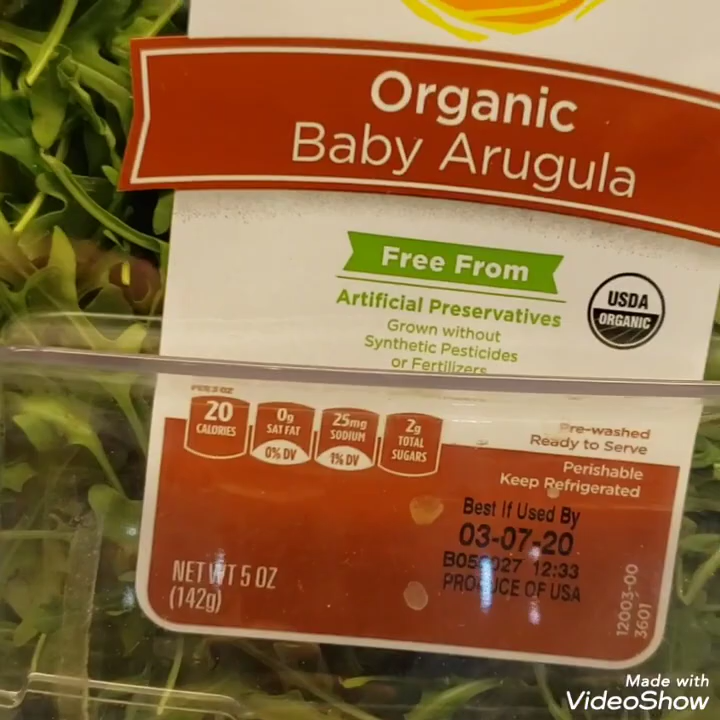 Organic
Baby Arugula
Free From
Artificial Preservatives
Grown without
Synthetic Pesticides
or Fertilizers
USDA
ORGANIC
20
CALORIES
0g
SAT FAT
0% DV
25mg
SODIUM
1% DV
2g
TOTAL
SUGARS
Pre-washed
Ready to Serve
Perishable
Keep Refrigerated
Best If Used By
03-07-20
12:33
PRODUCE OF USA
NET WT 5 OZ
(142g)
12003-00
3601
Made with
VideoShow